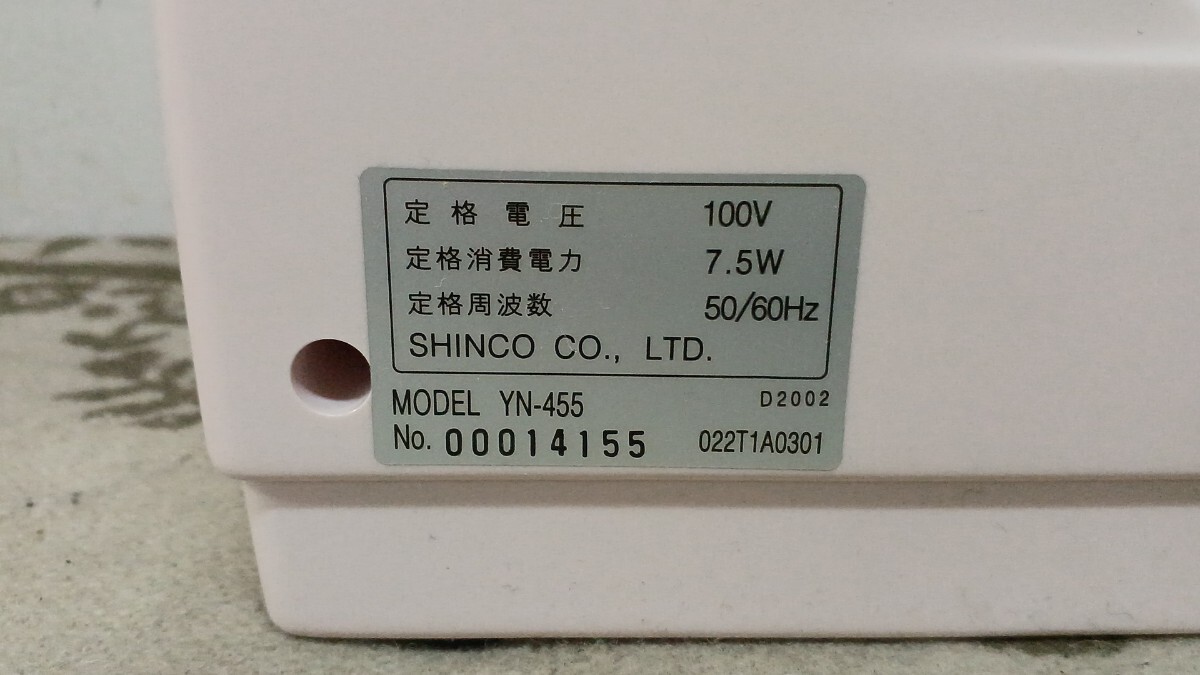 定格電圧 100V
定格消費電力 7.5W
定格周波数 50/60Hz
SHINCO CO., LTD.
MODEL YN-455 D2002
No. 00014155 022T1A0301